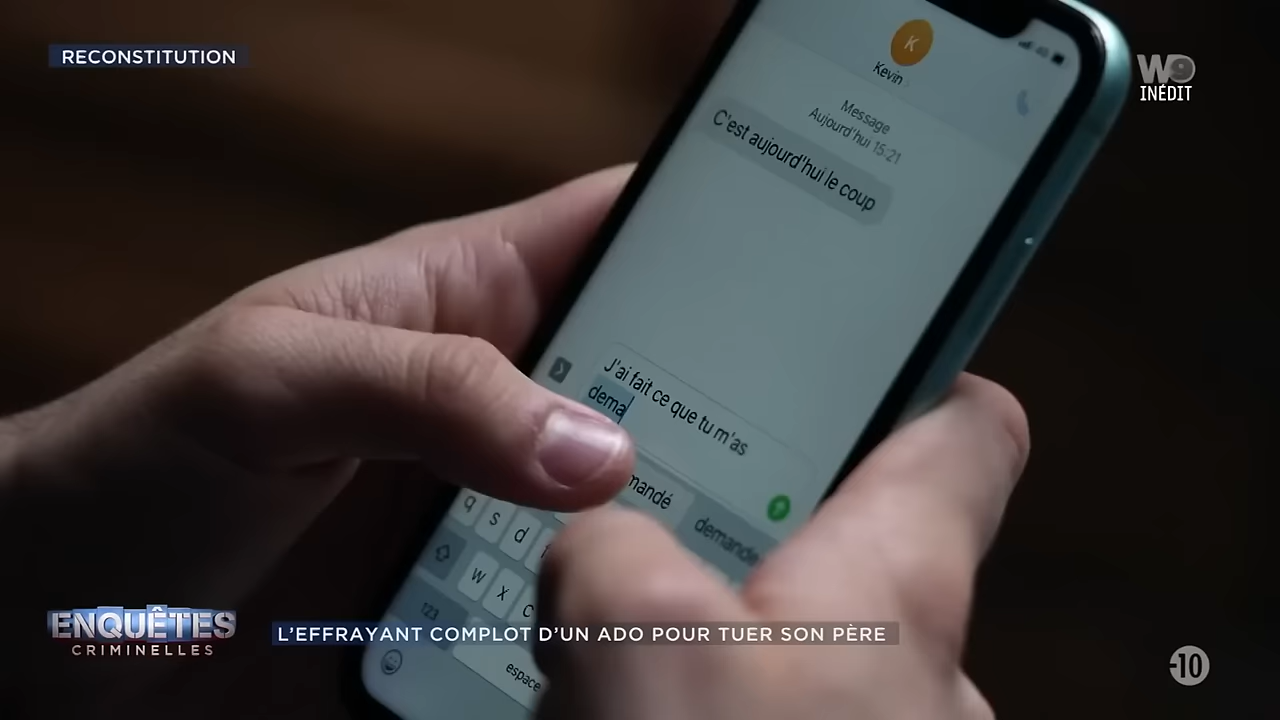 RECONSTITUTION
W9
INÉDIT
K
Kevin
Message
Aujourd'hui 15:21
C'est aujourd'hui le coup
J'ai fait ce que tu m'as
dema
mandé
demande
q s d
w x c
123
espace
ENQUÊTES
CRIMINELLES
L'EFFRAYANT COMPLOT D'UN ADO POUR TUER SON PÈRE
-10